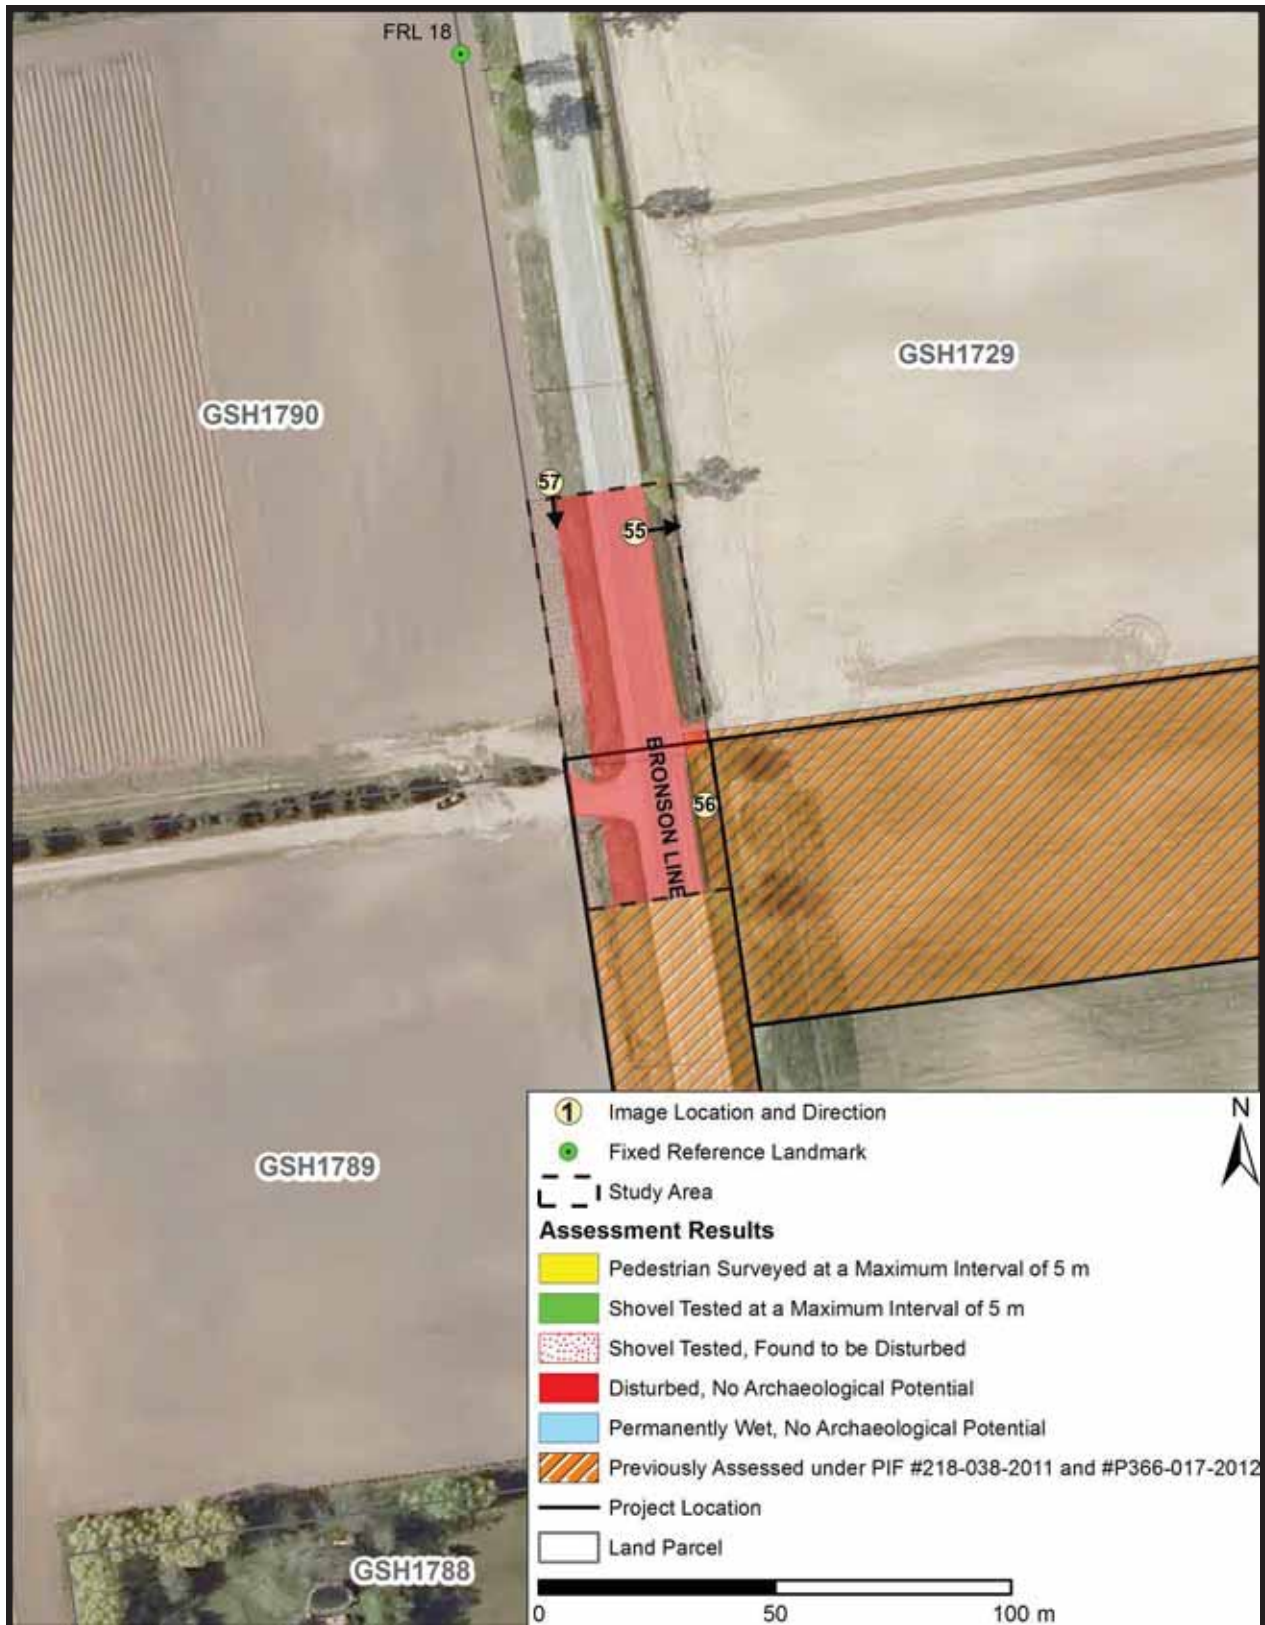 FRL 18
GSH1729
GSH1790
57
55
BRONSON LINE
56
GSH1789
GSH1788
1 Image Location and Direction
Fixed Reference Landmark
Study Area
Assessment Results
Pedestrian Surveyed at a Maximum Interval of 5 m
Shovel Tested at a Maximum Interval of 5 m
Shovel Tested, Found to be Disturbed
Disturbed, No Archaeological Potential
Permanently Wet, No Archaeological Potential
Previously Assessed under PIF #218-038-2011 and #P366-017-2012
Project Location
Land Parcel
N
0 50 100 m